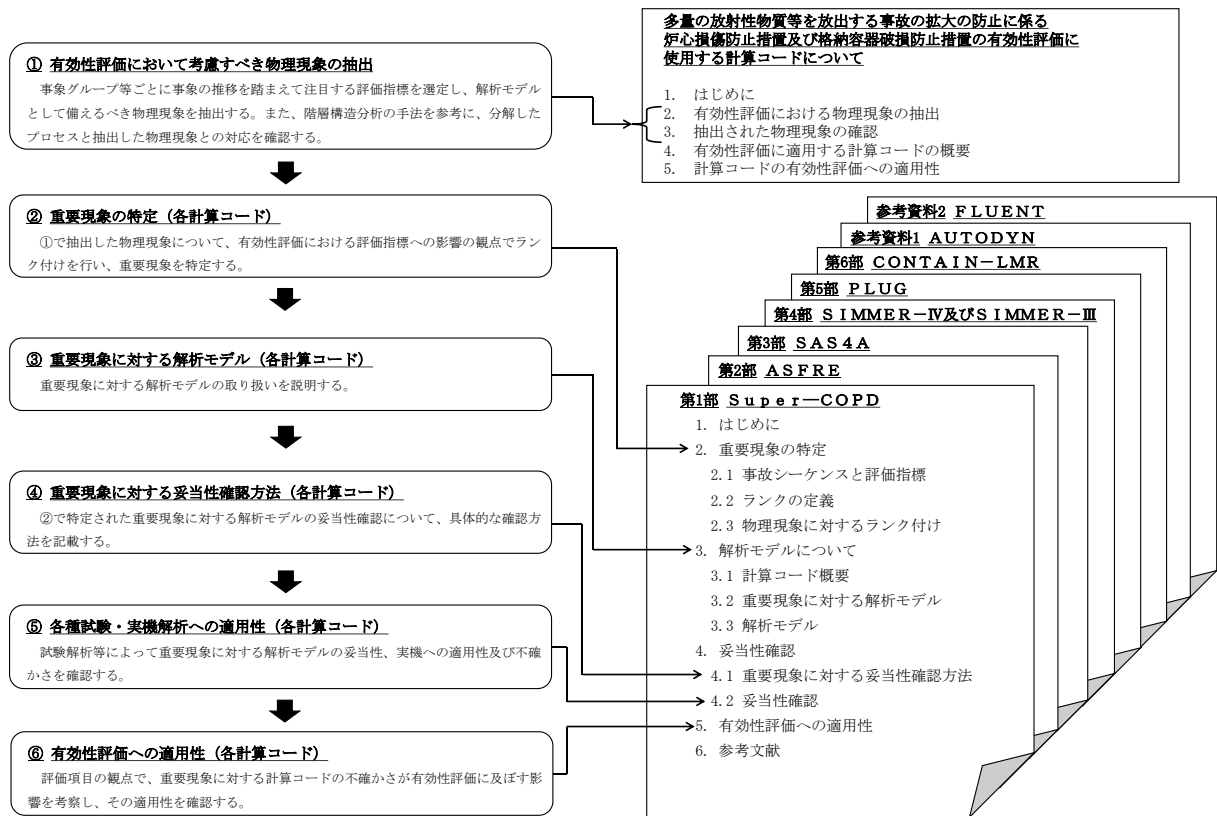 ① 有効性評価において考慮すべき物理現象の抽出
事象グループ等ごとに事象の推移を踏まえて注目する評価指標を選定し、解析モデル
として備えるべき物理現象を抽出する。また、階層構造分析の手法を参考に、分解した
プロセスと抽出した物理現象との対応を確認する。
② 重要現象の特定（各計算コード）
①で抽出した物理現象について、有効性評価における評価指標への影響の観点でラン
ク付けを行い、重要現象を特定する。
③ 重要現象に対する解析モデル（各計算コード）
重要現象に対する解析モデルの取り扱いを説明する。
④ 重要現象に対する妥当性確認方法（各計算コード）
②で特定された重要現象に対する解析モデルの妥当性確認について、具体的な確認方
法を記載する。
⑤ 各種試験・実機解析への適用性（各計算コード）
試験解析等によって重要現象に対する解析モデルの妥当性、実機への適用性及び不確
かさを確認する。
⑥ 有効性評価への適用性（各計算コード）
評価項目の観点で、重要現象に対する計算コードの不確かさが有効性評価に及ぼす影
響を考察し、その適用性を確認する。
多量の放射性物質等を放出する事故の拡大の防止に係る
炉心損傷防止措置及び格納容器破損防止措置の有効性評価に
使用する計算コードについて
1. はじめに
2. 有効性評価における物理現象の抽出
3. 抽出された物理現象の確認
4. 有効性評価に適用する計算コードの概要
5. 計算コードの有効性評価への適用性
参考資料2 ＦＬＵＥＮＴ
参考資料1 ＡＵＴＯＤＹＮ
第6部 ＣＯＮＴＡＩＮ－ＬＭＲ
第5部 ＰＬＵＧ
第4部 ＳＩＭＭＥＲ－Ⅳ及びＳＩＭＭＥＲ－Ⅲ
第3部 ＳＡＳ４Ａ
第2部 ＡＳＦＲＥ
第1部 Ｓｕｐｅｒ―ＣＯＰＤ
1. はじめに
2. 重要現象の特定
2.1 事故シーケンスと評価指標
2.2 ランクの定義
2.3 物理現象に対するランク付け
3. 解析モデルについて
3.1 計算コード概要
3.2 重要現象に対する解析モデル
3.3 解析モデル
4. 妥当性確認
4.1 重要現象に対する妥当性確認方法
4.2 妥当性確認
5. 有効性評価への適用性
6. 参考文献